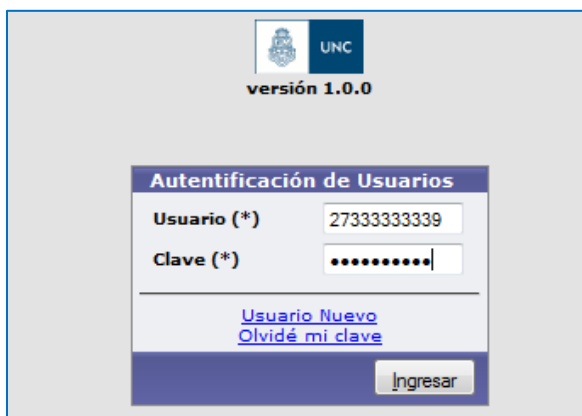 UNC
versión 1.0.0
Autentificación de Usuarios
Usuario (*) 27333333339
Clave (*) ••••••••••
Usuario Nuevo
Olvidé mi clave
Ingresar